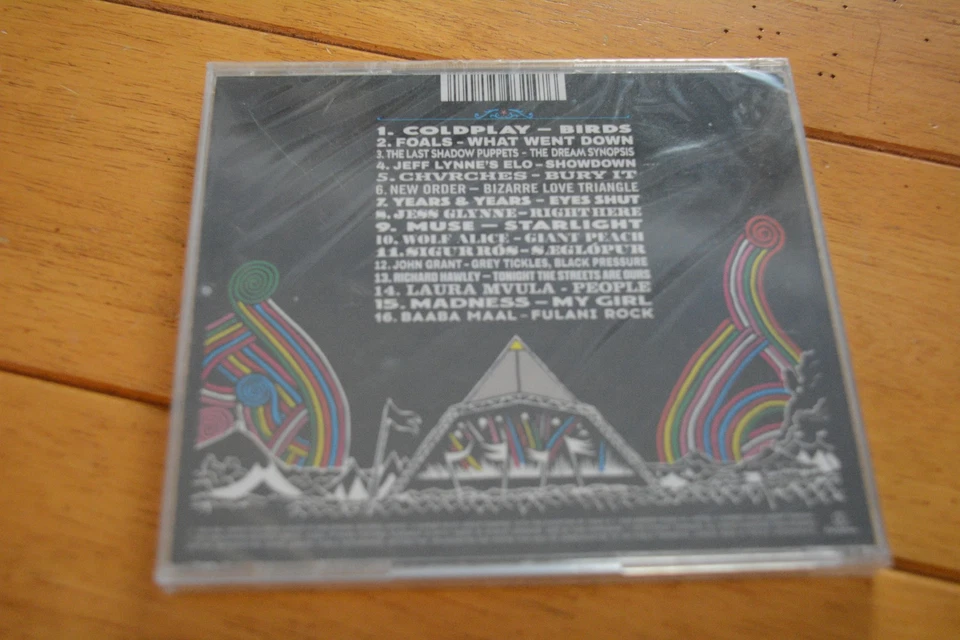 1. COLDPLAY – BIRDS
2. FOALS - WHAT WENT DOWN
3. THE LAST SHADOW PUPPETS - THE DREAM SYNOPSIS
4. JEFF LYNNE'S ELO - SHOWDOWN
5. CHVRCHES - BURY IT
6. NEW ORDER – BIZARRE LOVE TRIANGLE
7. YEARS & YEARS - EYES SHUT
8. JESS GLYNNE - RIGHT HERE
9. MUSE – STARLIGHT
10. WOLF ALICE - GIANT PEACH
11. SIGUR RÓS - SÆGLÓPUR
12. JOHN GRANT - GREY TICKLES, BLACK PRESSURE
13. RICHARD HAWLEY – TONIGHT THE STREETS ARE OURS
14. LAURA MVULA - PEOPLE
15. MADNESS – MY GIRL
16. BAABA MAAL - FULANI ROCK